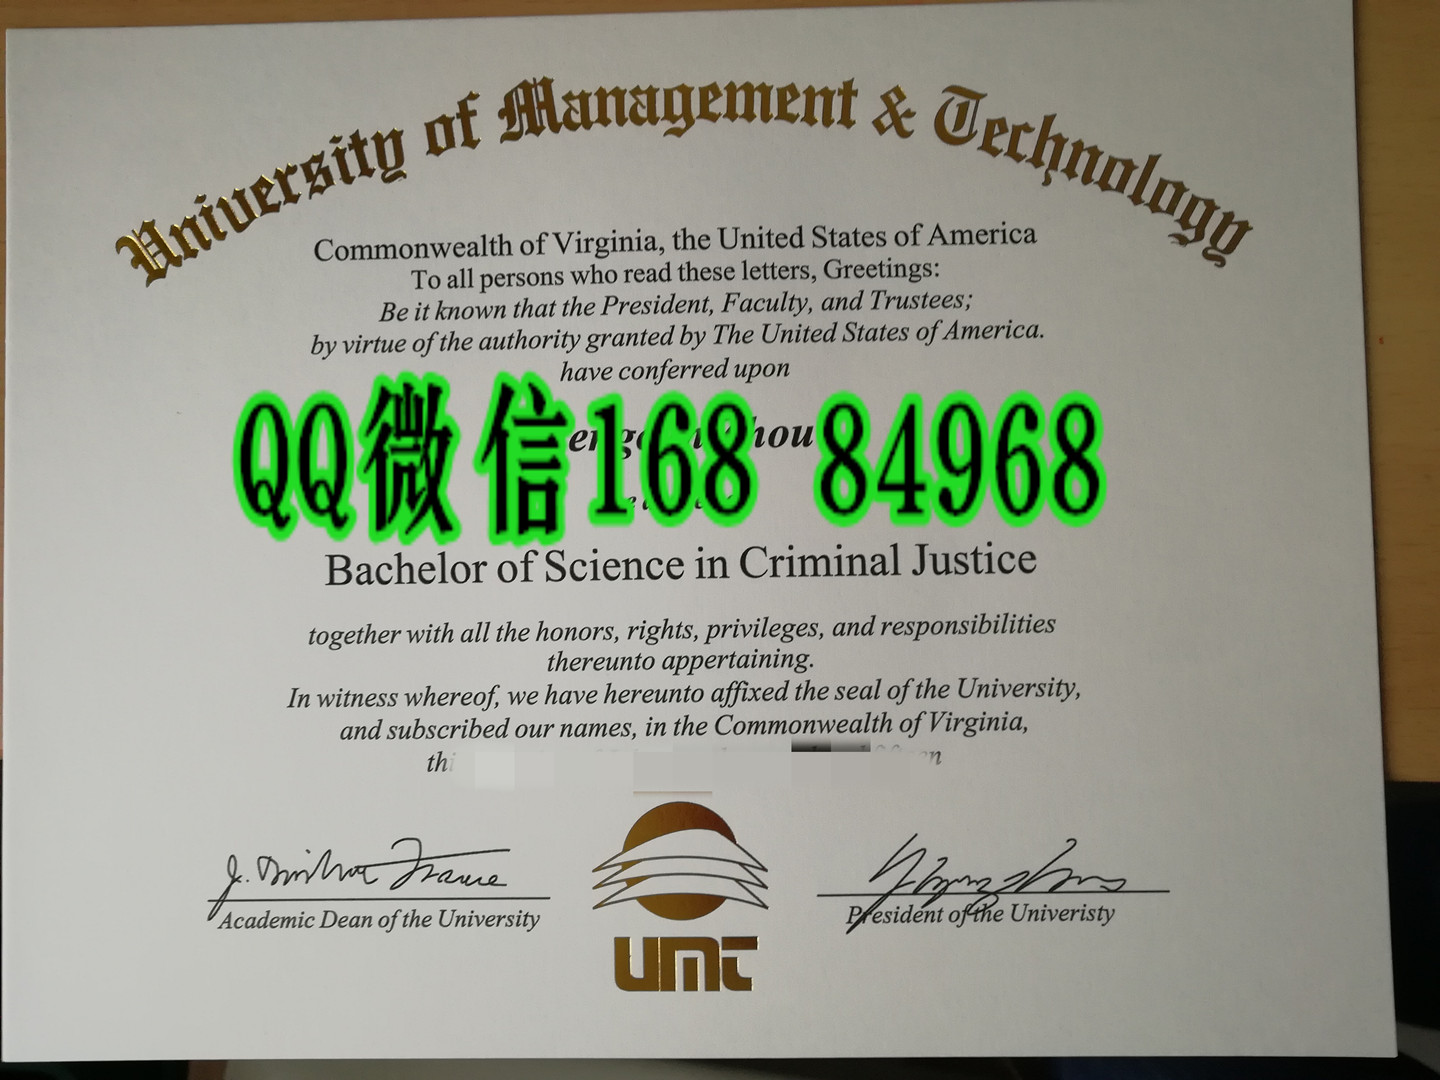 University of Management & Technology
Commonwealth of Virginia, the United States of America
To all persons who read these letters, Greetings:
Be it known that the President, Faculty, and Trustees;
by virtue of the authority granted by The United States of America.
have conferred upon
QQ微信168 84968
Bachelor of Science in Criminal Justice
together with all the honors, rights, privileges, and responsibilities
thereunto appertaining.
In witness whereof, we have hereunto affixed the seal of the University,
and subscribed our names, in the Commonwealth of Virginia,
Academic Dean of the University
President of the Univeristy
umt